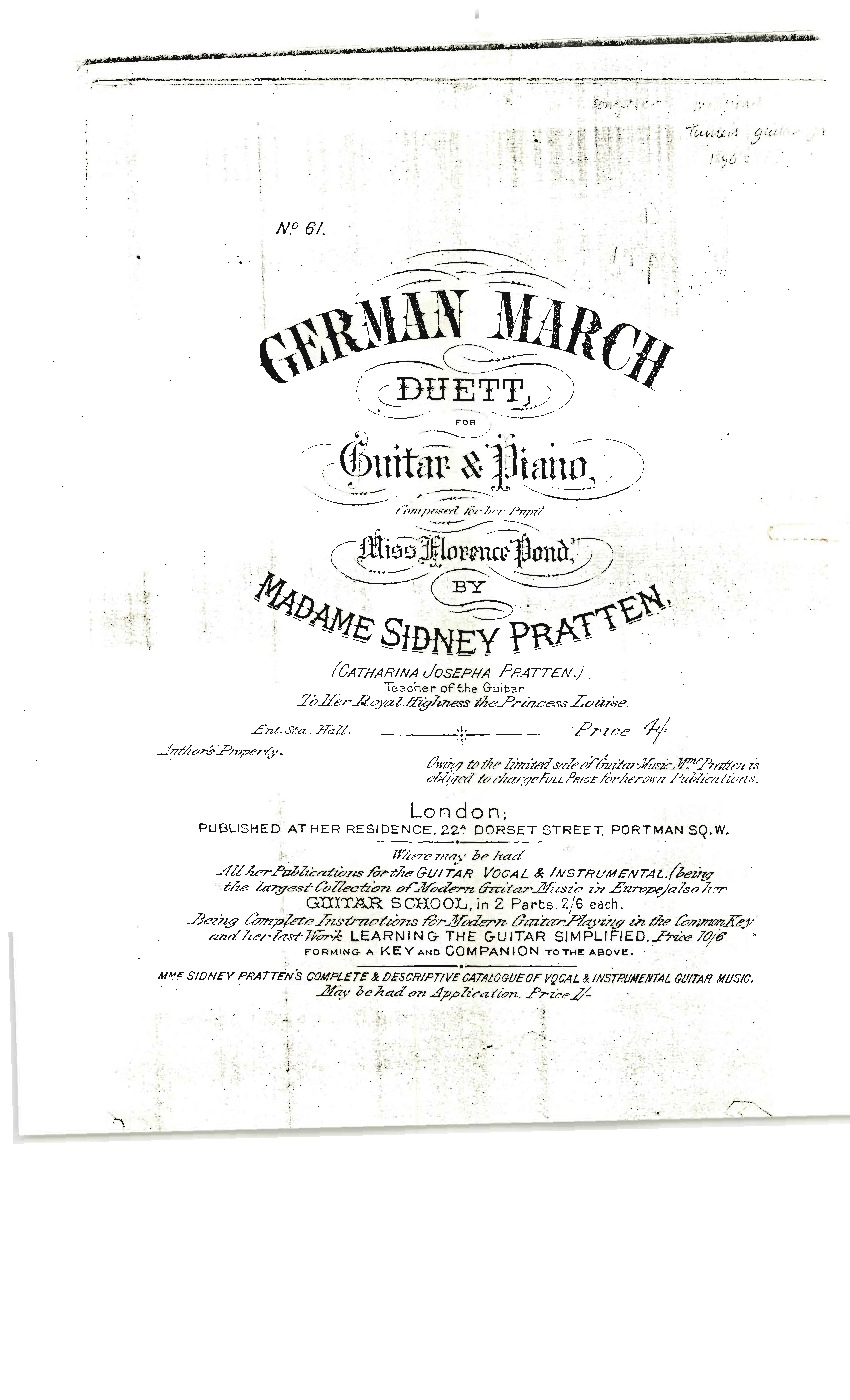 guitar
No. 61.
GERMAN MARCH
DUETT,
FOR
Guitar & Piano,
Composed for her Pupil
Miss Florence Pond,"
BY
MADAME SIDNEY PRATTEN.
(CATHARINA JOSEPHA PRATTEN.)
Teacher of the Guitar
To Her Royal Highness the Princess Louise.
Ent. Sta. Hall.
Price 4/-
Author's Property.
Owing to the limited sale of Guitar Music, Mme. Pratten is
obliged to charge FULL PRICE for her own Publications.
London;
PUBLISHED AT HER RESIDENCE, 22A DORSET STREET, PORTMAN SQ. W.
Where may be had
All her Publications for the GUITAR VOCAL & INSTRUMENTAL. (being
the largest Collection of Modern Guitar Music in Europe) also her
GUITAR SCHOOL, in 2 Parts. 2/6 each.
Being Complete Instructions for Modern Guitar Playing in the Common Key
and her last Work LEARNING THE GUITAR SIMPLIFIED, Price 10/6
FORMING A KEY AND COMPANION TO THE ABOVE.
MME SIDNEY PRATTEN'S COMPLETE & DESCRIPTIVE CATALOGUE OF VOCAL & INSTRUMENTAL GUITAR MUSIC.
May be had on Application. Price 1/-